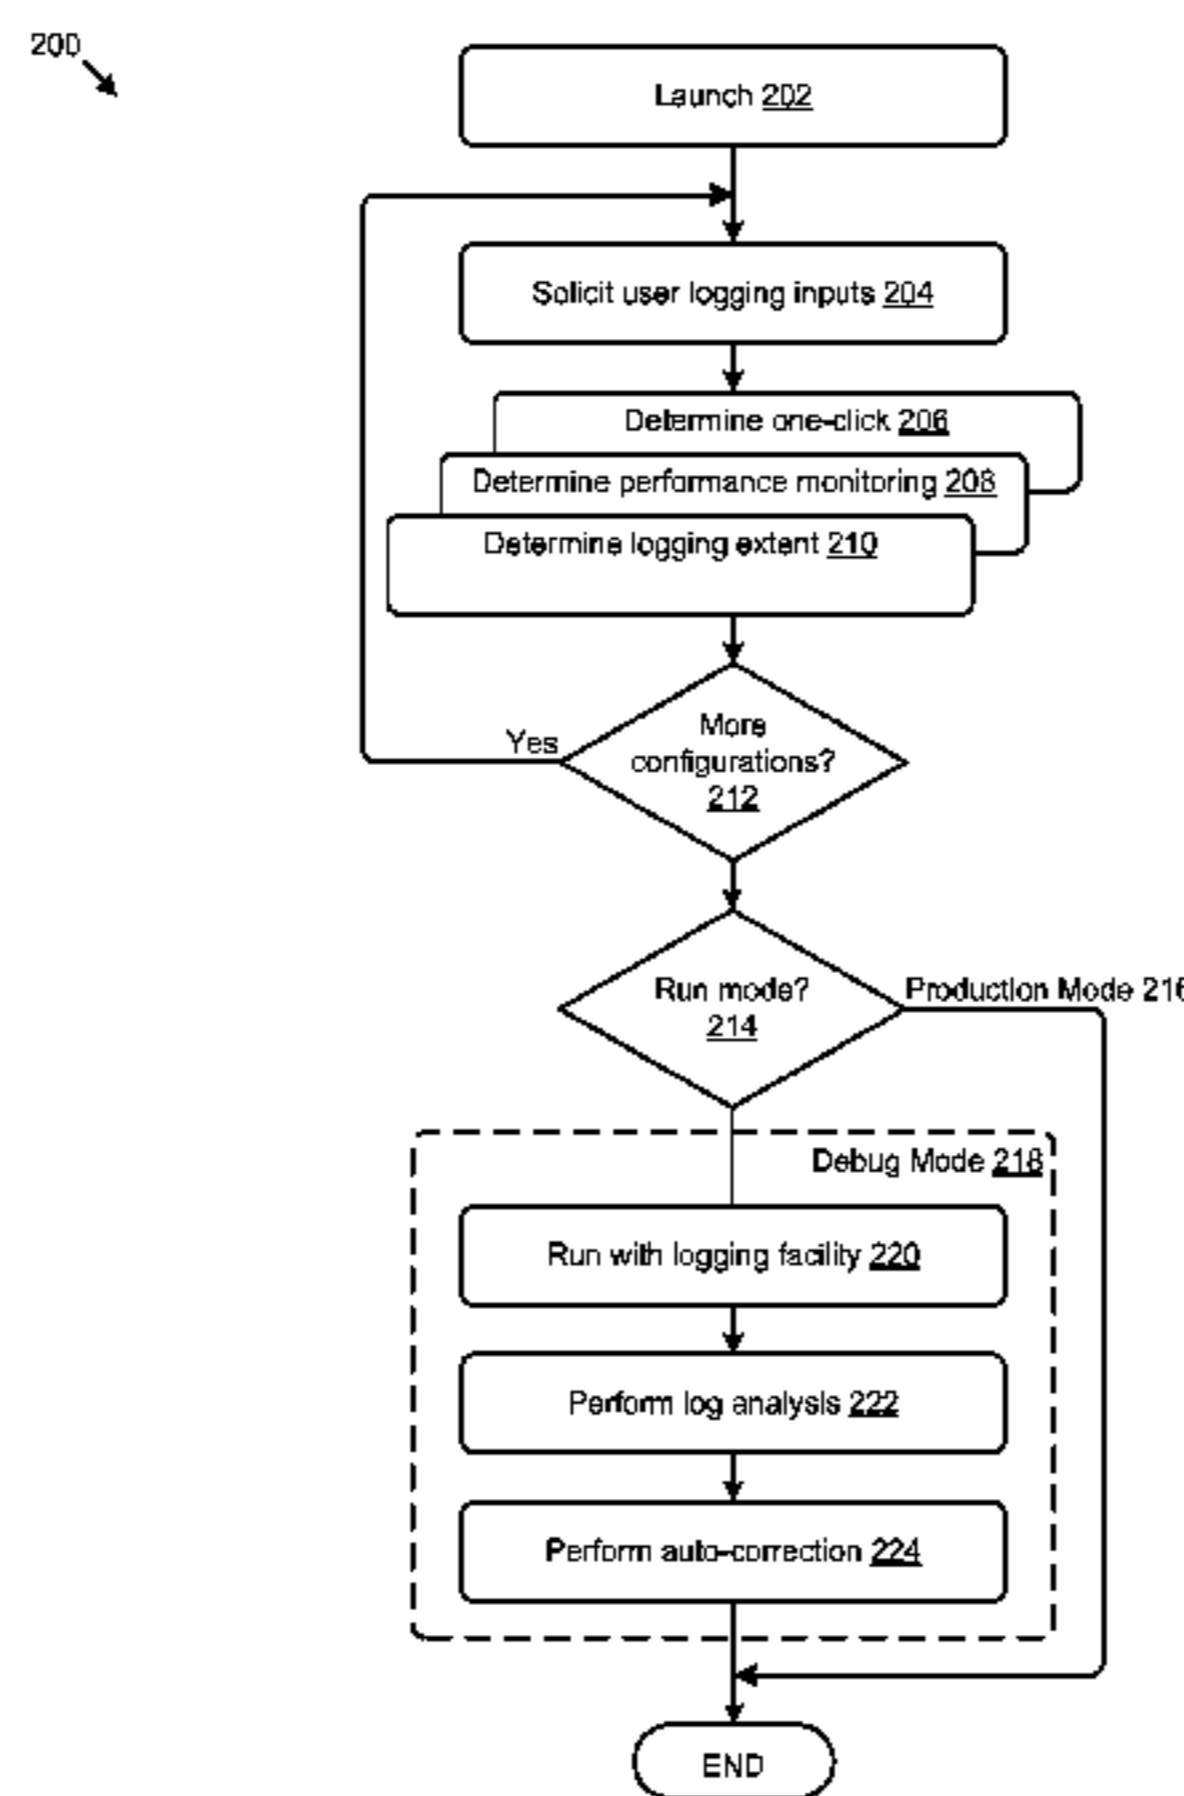 200
Launch 202
Solicit user logging inputs 204
Determine one-click 206
Determine performance monitoring 208
Determine logging extent 210
More
configurations?
212
Yes
Run mode?
214
Production Mode 216
Debug Mode 218
Run with logging facility 220
Perform log analysis 222
Perform auto-correction 224
END